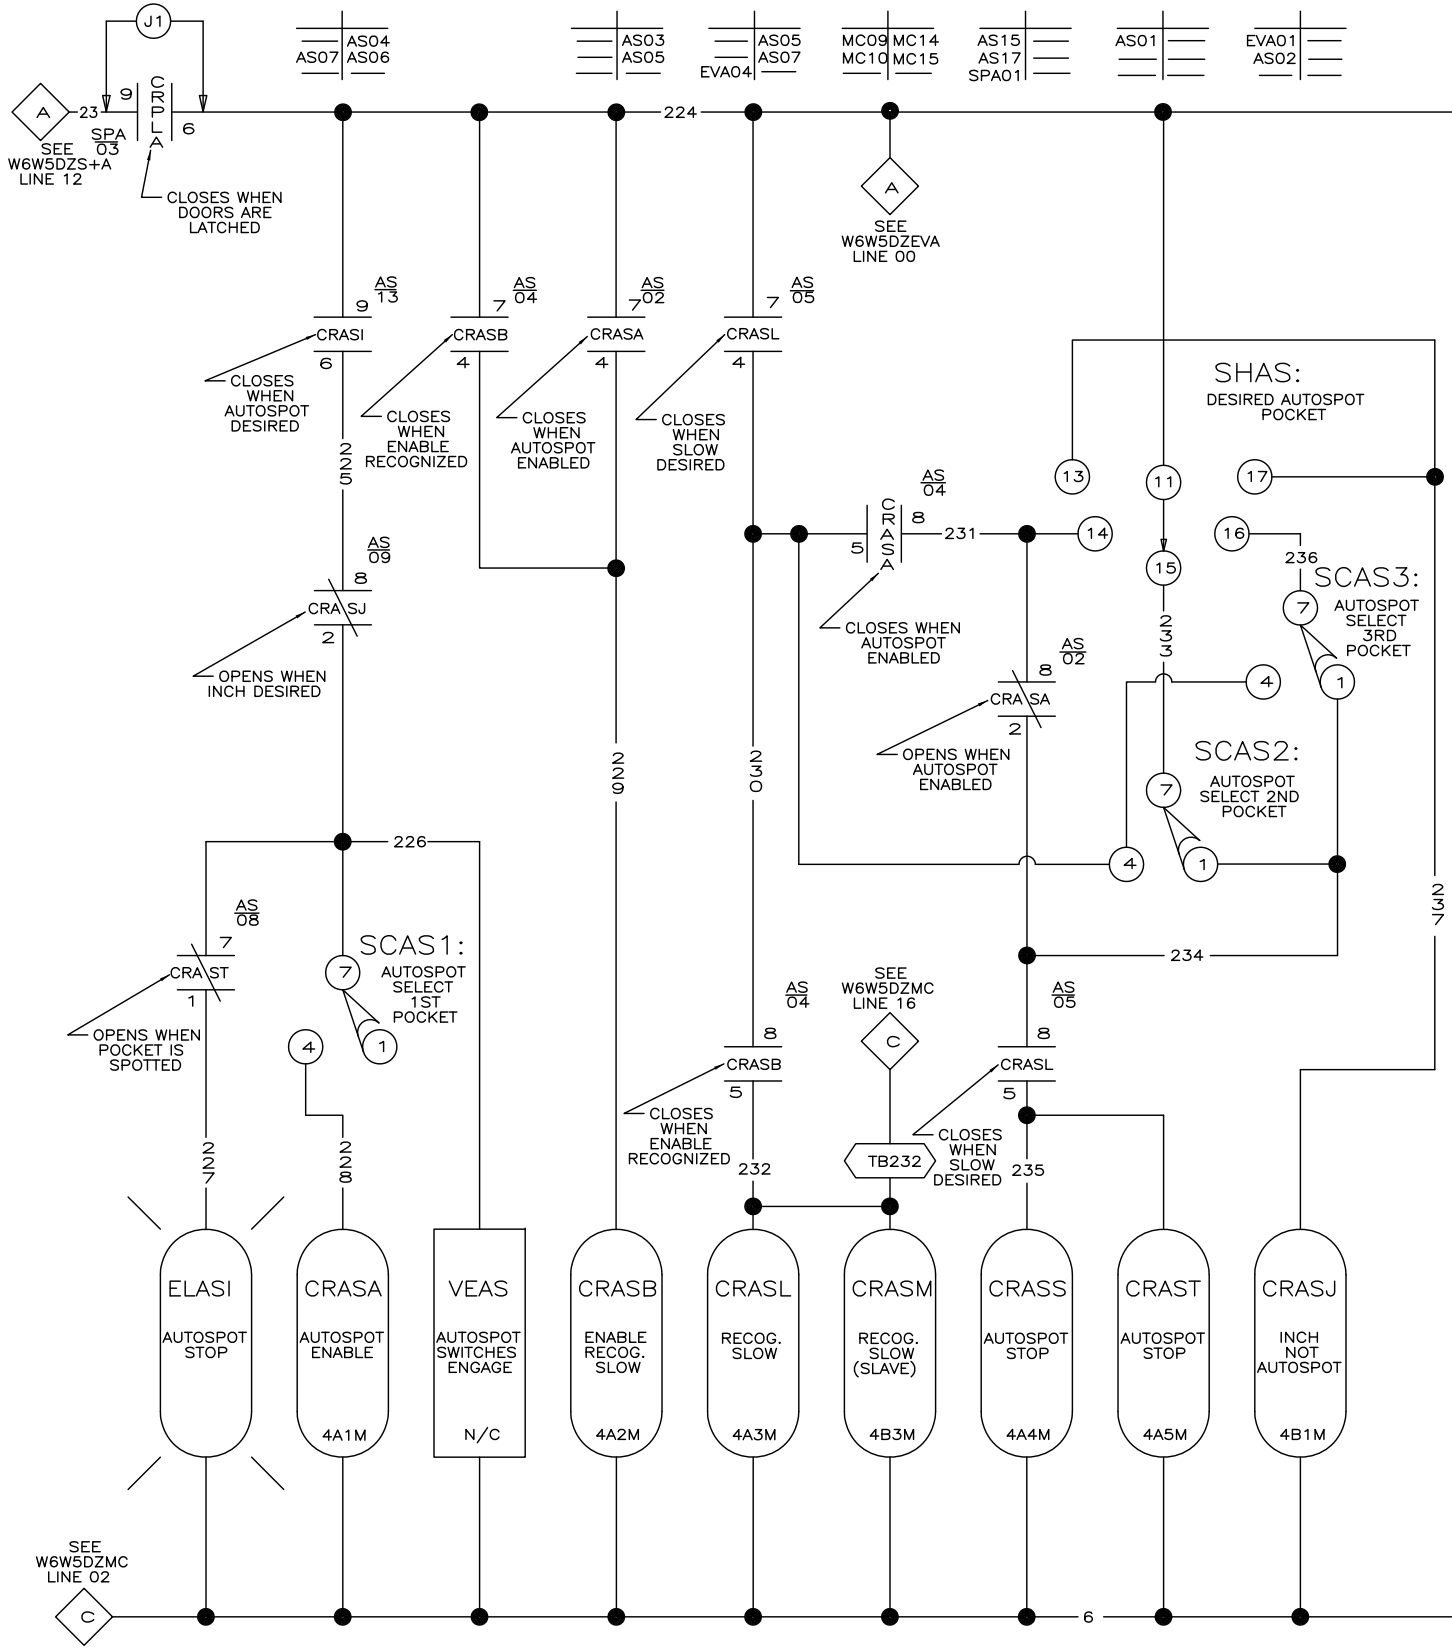 J1
AS04
AS07 AS06
AS03
AS05
AS05
AS07
EVA04
MC09 MC14
MC10 MC15
AS15
AS17
SPA01
AS01
EVA01
AS02
A
23
9
CRPLA
6
SPA
03
SEE
W6W5DZS+A
LINE 12
CLOSES WHEN
DOORS ARE
LATCHED
224
A
SEE
W6W5DZEVA
LINE 00
9
AS
13
CRASI
6
CLOSES
WHEN
AUTOSPOT
DESIRED
7
AS
04
CRASB
4
CLOSES
WHEN
ENABLE
RECOGNIZED
7
AS
02
CRASA
4
CLOSES
WHEN
AUTOSPOT
ENABLED
7
AS
05
CRASL
4
CLOSES
WHEN
SLOW
DESIRED
SHAS:
DESIRED AUTOSPOT
POCKET
225
13
11
17
AS
04
5
CRASA
8
231
14
15
16
CLOSES WHEN
AUTOSPOT
ENABLED
236
SCAS3:
AUTOSPOT
SELECT
3RD
POCKET
7
1
AS
09
8
CRASJ
2
OPENS WHEN
INCH DESIRED
233
AS
02
8
CRASA
2
OPENS WHEN
AUTOSPOT
ENABLED
4
229
230
SCAS2:
AUTOSPOT
SELECT 2ND
POCKET
7
4
1
226
237
AS
08
7
CRAST
1
OPENS WHEN
POCKET IS
SPOTTED
SCAS1:
AUTOSPOT
SELECT
1ST
POCKET
7
4
1
234
AS
04
8
CRASB
5
CLOSES
WHEN
ENABLE
RECOGNIZED
SEE
W6W5DZMC
LINE 16
C
AS
05
8
CRASL
5
CLOSES
WHEN
SLOW
DESIRED
227
228
232
TB232
235
ELASI
AUTOSPOT
STOP
CRASA
AUTOSPOT
ENABLE
4A1M
VEAS
AUTOSPOT
SWITCHES
ENGAGE
N/C
CRASB
ENABLE
RECOG.
SLOW
4A2M
CRASL
RECOG.
SLOW
4A3M
CRASM
RECOG.
SLOW
(SLAVE)
4B3M
CRASS
AUTOSPOT
STOP
4A4M
CRAST
AUTOSPOT
STOP
4A5M
CRASJ
INCH
NOT
AUTOSPOT
4B1M
SEE
W6W5DZMC
LINE 02
C
6